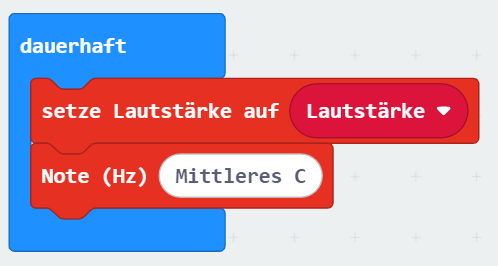 dauerhaft
setze Lautstärke auf Lautstärke
Note (Hz) Mittleres C